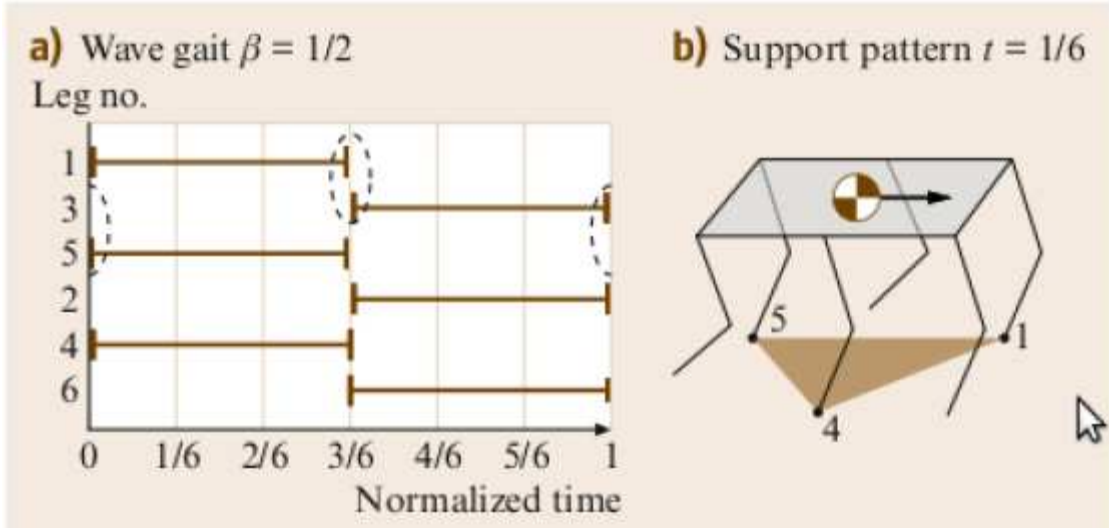 a) Wave gait β = 1/2
Leg no.
1
3
5
2
4
6
0 1/6 2/6 3/6 4/6 5/6 1
Normalized time
b) Support pattern t = 1/6
5
1
4